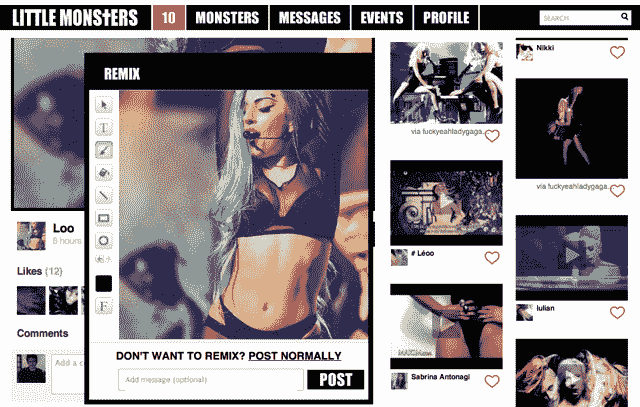 LITTLE MONSTERS
10
MONSTERS
MESSAGES
EVENTS
PROFILE
SEARCH
REMIX
T
F
DON'T WANT TO REMIX? POST NORMALLY
Add message (optional)
POST
Loo
8 hours
Likes (12)
Comments
Add a c
via fuckyeahladygaga...
# Léoo
Sabrina Antonagi
Nikki
via fuckyeahladygaga...
Iulian